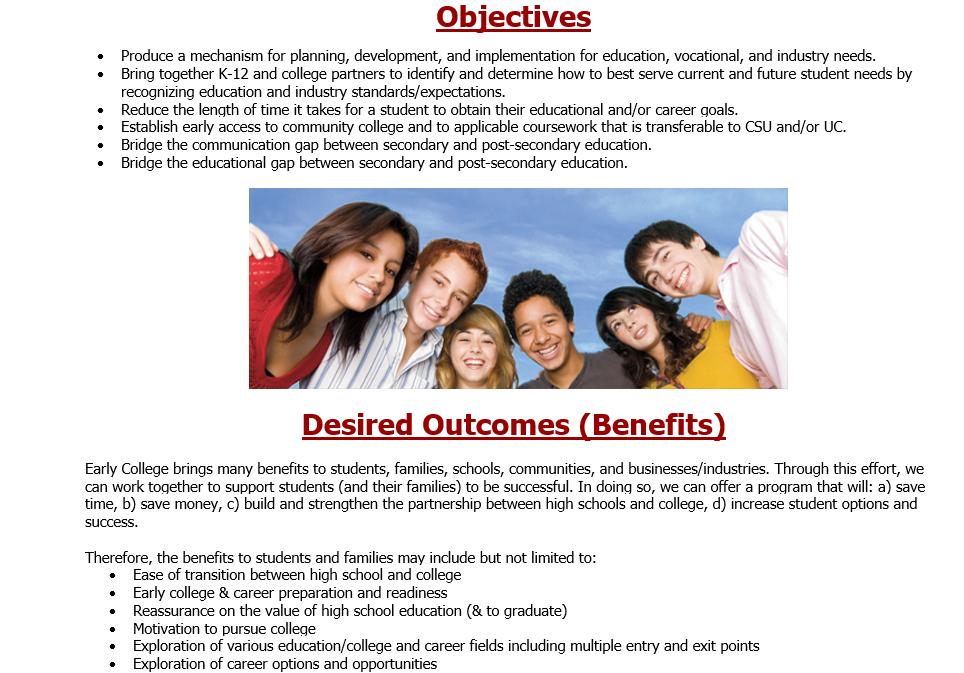 Objectives
• Produce a mechanism for planning, development, and implementation for education, vocational, and industry needs.
• Bring together K-12 and college partners to identify and determine how to best serve current and future student needs by
recognizing education and industry standards/expectations.
• Reduce the length of time it takes for a student to obtain their educational and/or career goals.
• Establish early access to community college and to applicable coursework that is transferable to CSU and/or UC.
• Bridge the communication gap between secondary and post-secondary education.
• Bridge the educational gap between secondary and post-secondary education.
Desired Outcomes (Benefits)
Early College brings many benefits to students, families, schools, communities, and businesses/industries. Through this effort, we
can work together to support students (and their families) to be successful. In doing so, we can offer a program that will: a) save
time, b) save money, c) build and strengthen the partnership between high schools and college, d) increase student options and
success.
Therefore, the benefits to students and families may include but not limited to:
• Ease of transition between high school and college
• Early college & career preparation and readiness
• Reassurance on the value of high school education (& to graduate)
• Motivation to pursue college
• Exploration of various education/college and career fields including multiple entry and exit points
• Exploration of career options and opportunities